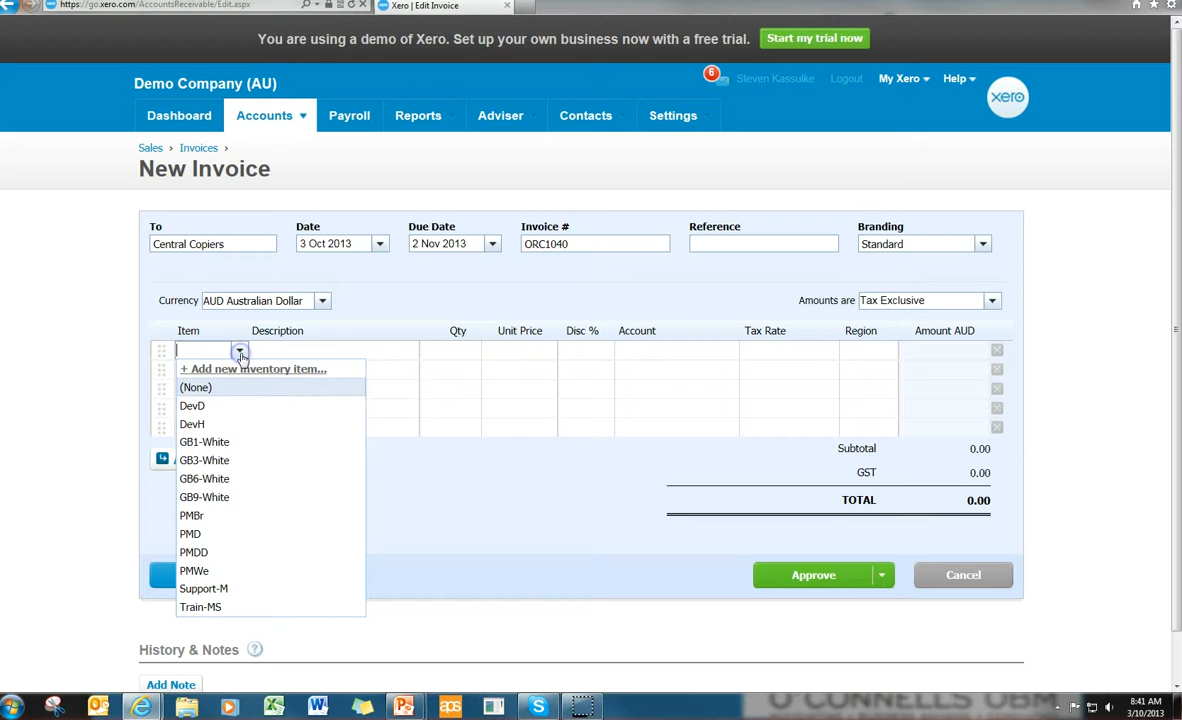 https://go.xero.com/AccountsReceivable/Edit.aspx
Xero | Edit Invoice
You are using a demo of Xero. Set up your own business now with a free trial.
Start my trial now
Demo Company (AU)
6
Steven Kassulke
Logout
My Xero
Help
xero
Dashboard
Accounts
Payroll
Reports
Adviser
Contacts
Settings
Sales › Invoices ›
New Invoice
To
Date
Due Date
Invoice #
Reference
Branding
Central Copiers
3 Oct 2013
2 Nov 2013
ORC1040
Standard
Currency
AUD Australian Dollar
Amounts are
Tax Exclusive
Item
Description
Qty
Unit Price
Disc %
Account
Tax Rate
Region
Amount AUD
+ Add new inventory item...
(None)
DevD
DevH
GB1-White
GB3-White
GB6-White
GB9-White
PMBr
PMD
PMDD
PMWe
Support-M
Train-MS
Subtotal
0.00
GST
0.00
TOTAL
0.00
Approve
Cancel
History & Notes
?
Add Note
aps
O'CONNELLS OBM
8:41 AM
3/10/2013